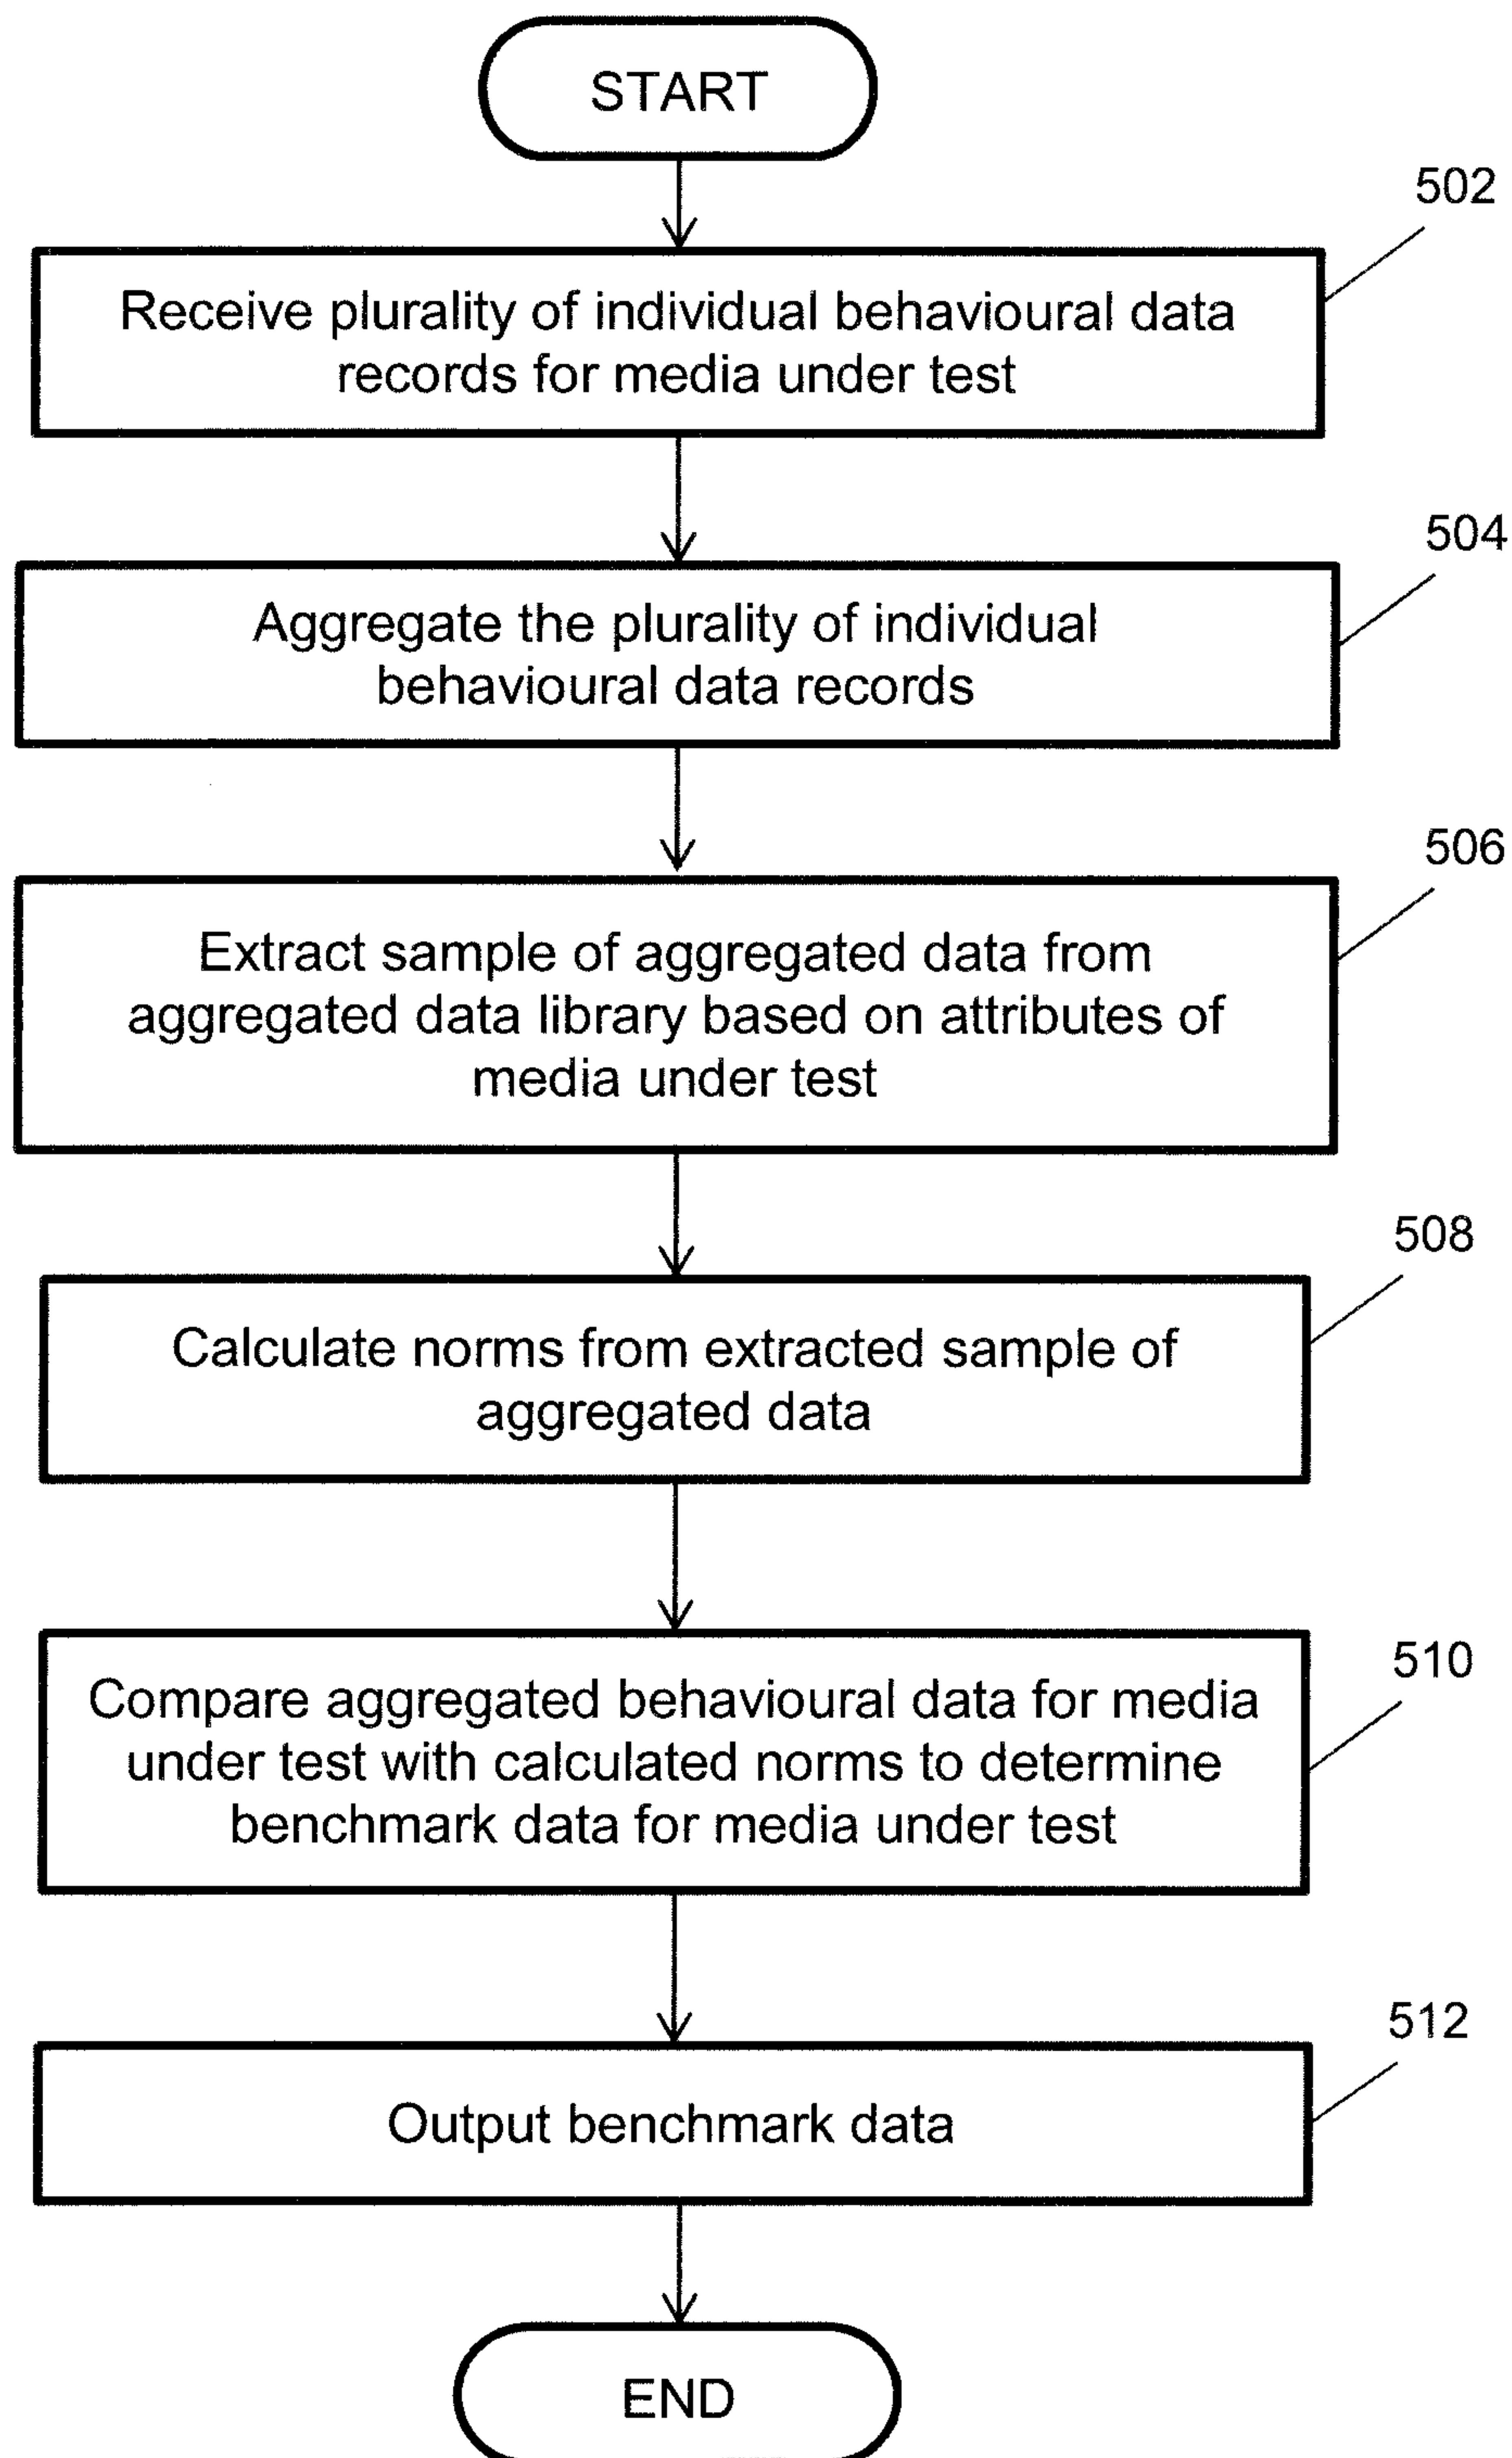 START
502
Receive plurality of individual behavioural data
records for media under test
504
Aggregate the plurality of individual
behavioural data records
506
Extract sample of aggregated data from
aggregated data library based on attributes of
media under test
508
Calculate norms from extracted sample of
aggregated data
510
Compare aggregated behavioural data for media
under test with calculated norms to determine
benchmark data for media under test
512
Output benchmark data
END